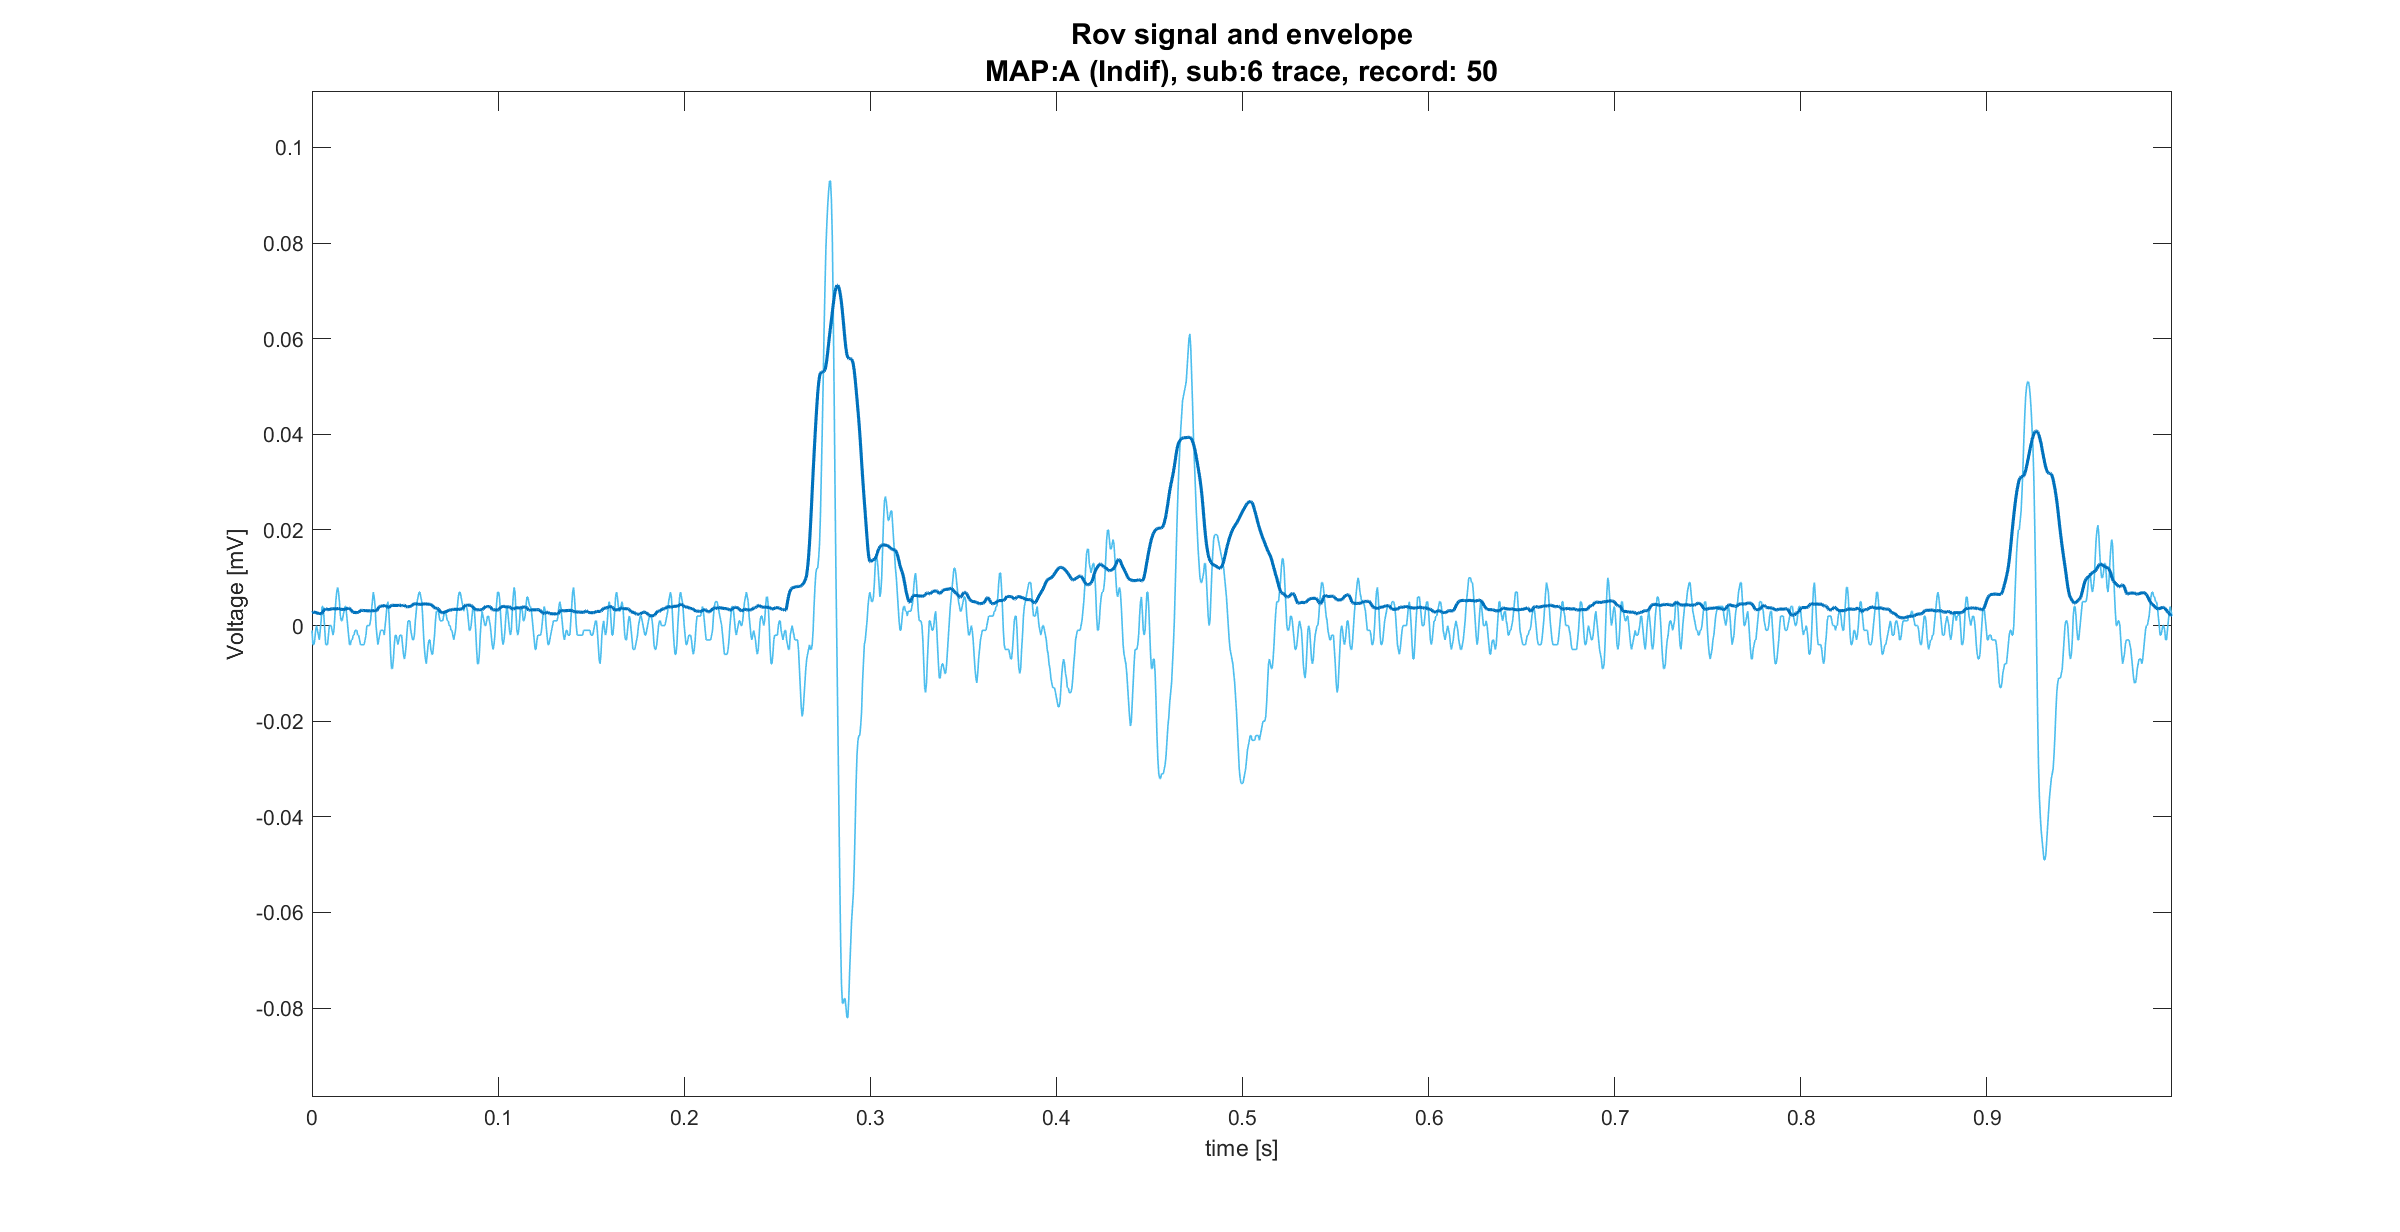 Rov signal and envelope
MAP:A (Indif), sub:6 trace, record: 50
Voltage [mV]
0.1
0.08
0.06
0.04
0.02
0
-0.02
-0.04
-0.06
-0.08
0 0.1 0.2 0.3 0.4 0.5 0.6 0.7 0.8 0.9
time [s]